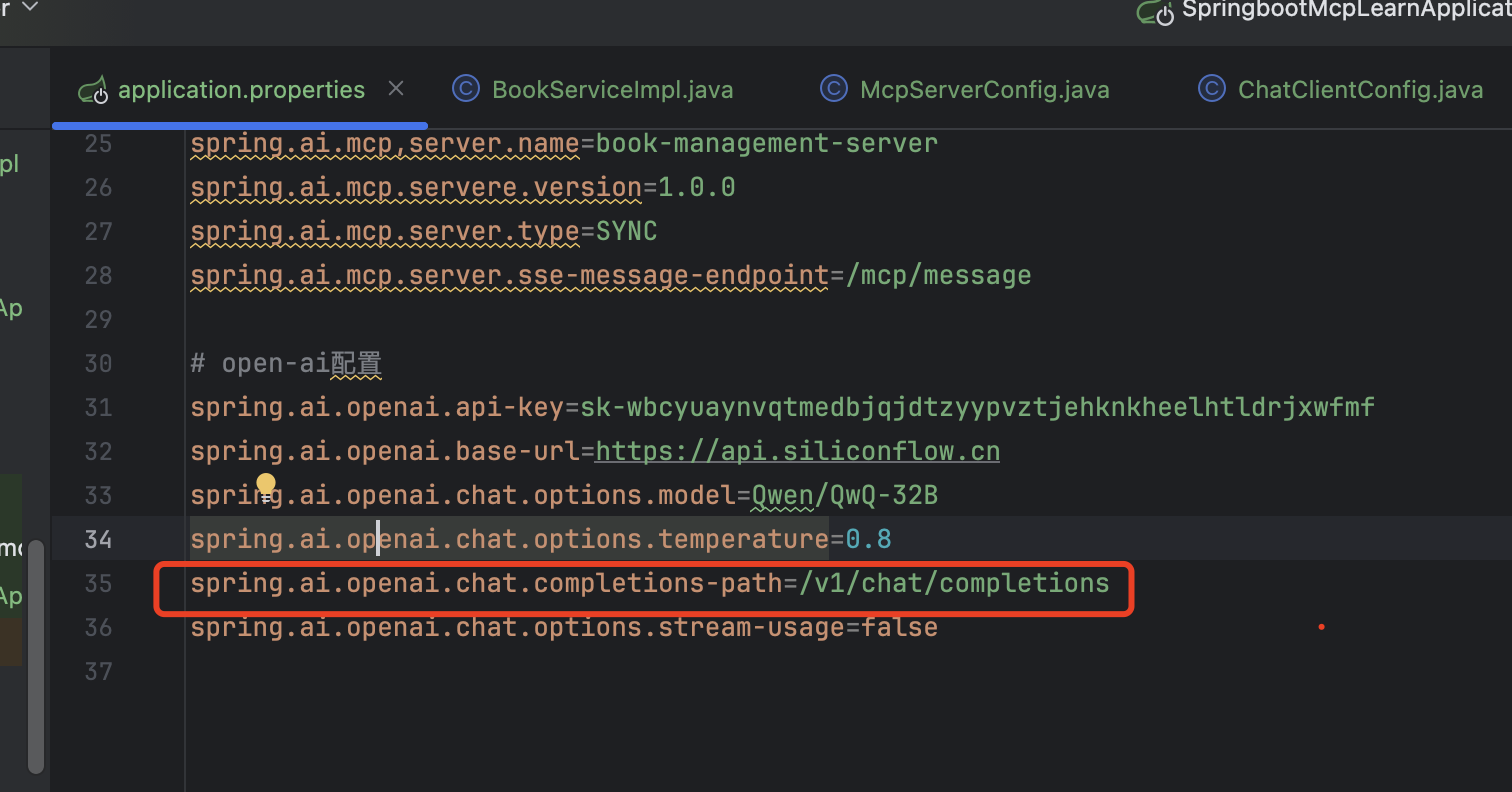 r
SpringbootMcpLearnApplicat
application.properties
BookServiceImpl.java
McpServerConfig.java
ChatClientConfig.java
pl
Ap
mc
Ap
25 spring.ai.mcp,server.name=book-management-server
26 spring.ai.mcp.servere.version=1.0.0
27 spring.ai.mcp.server.type=SYNC
28 spring.ai.mcp.server.sse-message-endpoint=/mcp/message
29
30 # open-ai配置
31 spring.ai.openai.api-key=sk-wbcyuaynvqtmedbjqjdtzyypvztjehknkheelhtldrjxwfmf
32 spring.ai.openai.base-url=https://api.siliconflow.cn
33 spring.ai.openai.chat.options.model=Qwen/QwQ-32B
34 spring.ai.openai.chat.options.temperature=0.8
35 spring.ai.openai.chat.completions-path=/v1/chat/completions
36 spring.ai.openai.chat.options.stream-usage=false
37